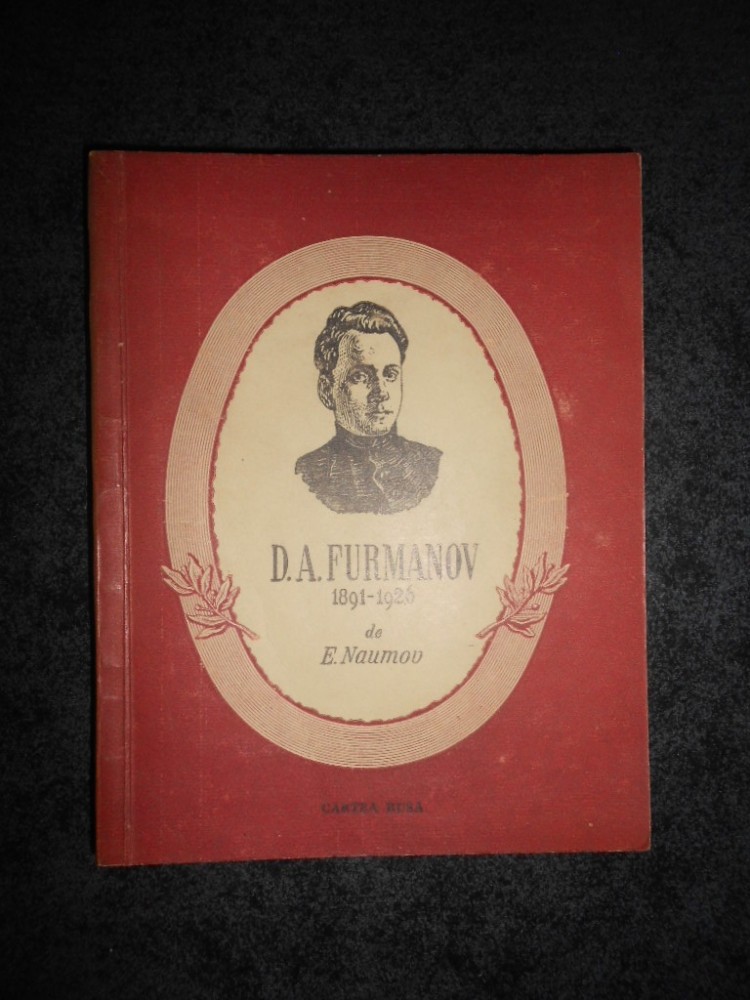 D.A. FURMANOV
1891-1926
de
E. Naumov
CARTEA RUSĂ